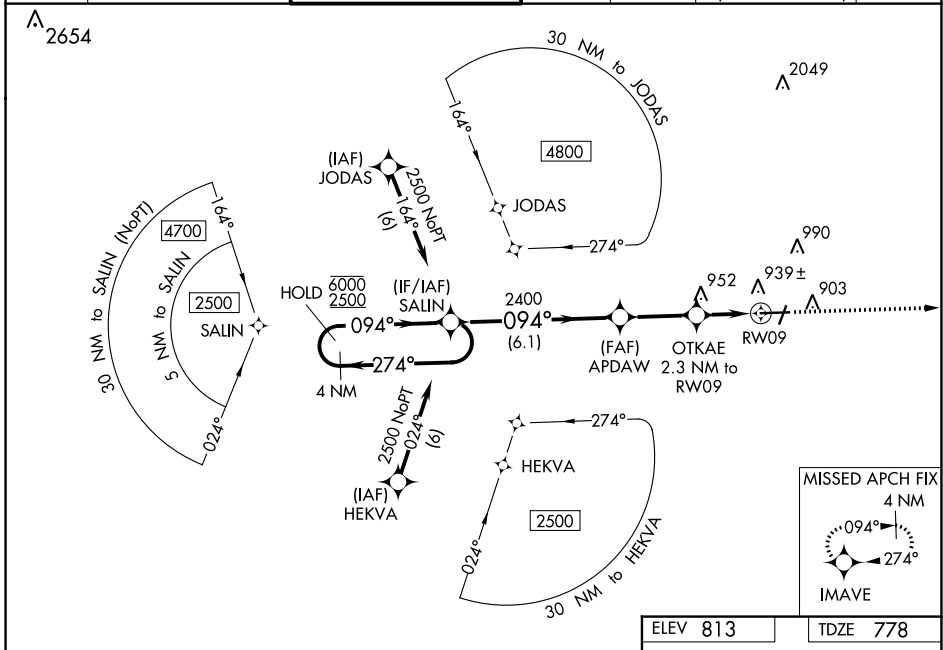 2654
30 NM to JODAS
2049
164°
4800
(IAF)
JODAS
2500 NoPT
164°
(6)
JODAS
274°
30 NM to SALIN (NoPT)
4700
164°
5 NM to SALIN
2500
SALIN
024°
HOLD
6000
2500
(IF/IAF)
SALIN
094°
2400
094°
(6.1)
274°
4 NM
(FAF)
APDAW
952
OTKAE
2.3 NM to
RW09
939±
990
903
RW09
2500 NoPT
024°
(6)
(IAF)
HEKVA
274°
HEKVA
2500
024°
30 NM to HEKVA
MISSED APCH FIX
4 NM
094°
274°
IMAVE
ELEV 813
TDZE 778